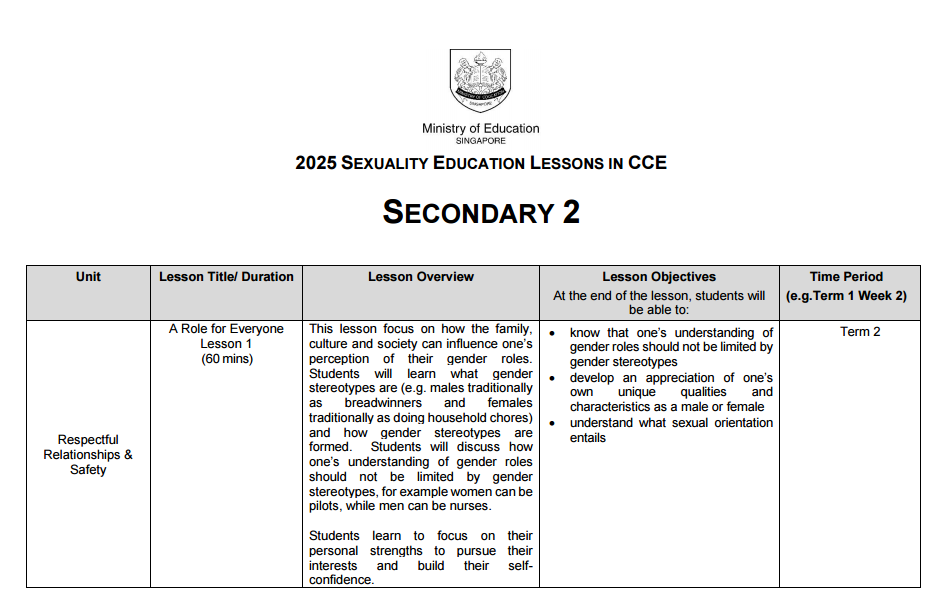 Ministry of Education
SINGAPORE
2025 SEXUALITY EDUCATION LESSONS IN CCE
SECONDARY 2
Unit
Lesson Title/ Duration
Lesson Overview
Lesson Objectives
At the end of the lesson, students will
be able to:
Time Period
(e.g.Term 1 Week 2)
Respectful
Relationships &
Safety
A Role for Everyone
Lesson 1
(60 mins)
This lesson focus on how the family,
culture and society can influence one’s
perception of their gender roles.
Students will learn what gender
stereotypes are (e.g. males traditionally
as breadwinners and females
traditionally as doing household chores)
and how gender stereotypes are
formed. Students will discuss how
one’s understanding of gender roles
should not be limited by gender
stereotypes, for example women can be
pilots, while men can be nurses.
Students learn to focus on their
personal strengths to pursue their
interests and build their self-
confidence.
• know that one’s understanding of
gender roles should not be limited by
gender stereotypes
• develop an appreciation of one’s
own unique qualities and
characteristics as a male or female
• understand what sexual orientation
entails
Term 2